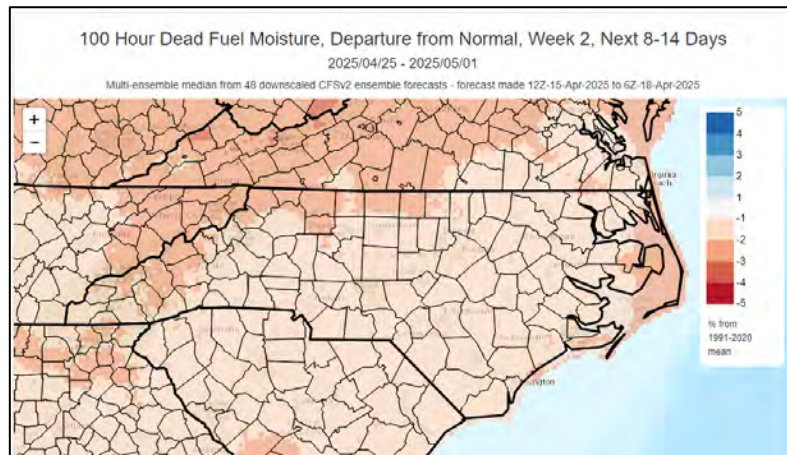 100 Hour Dead Fuel Moisture, Departure from Normal, Week 2, Next 8-14 Days
2025/04/25 - 2025/05/01
Multi-ensemble median from 48 downscaled CFSv2 ensemble forecasts - forecast made 12Z-15-Apr-2025 to 6Z-18-Apr-2025
+
−
5
4
3
2
1
-1
-2
-3
-4
-5
% from
1991-2020
mean